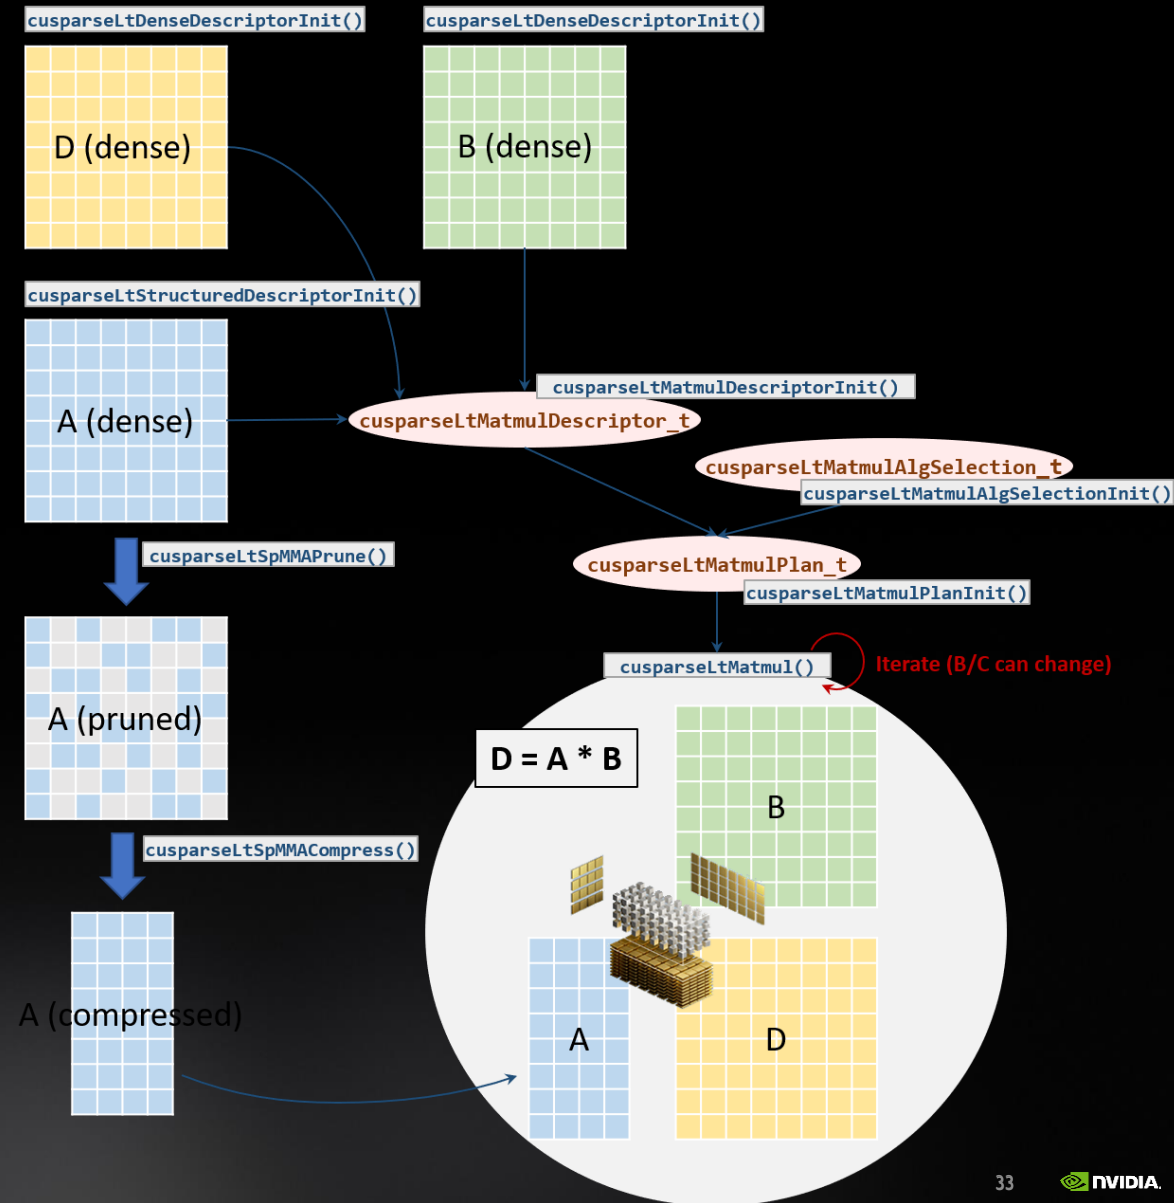 cusparseLtDenseDescriptorInit()
cusparseLtDenseDescriptorInit()
D (dense)
B (dense)
cusparseLtStructuredDescriptorInit()
A (dense)
cusparseLtMatmulDescriptorInit()
cusparseLtMatmulDescriptor_t
cusparseLtMatmulAlgSelection_t
cusparseLtMatmulAlgSelectionInit()
cusparseLtSpMMAPrune()
cusparseLtMatmulPlan_t
cusparseLtMatmulPlanInit()
cusparseLtMatmul()
Iterate (B/C can change)
A (pruned)
D = A * B
B
cusparseLtSpMMACompress()
A (compressed)
A
D
33
NVIDIA.